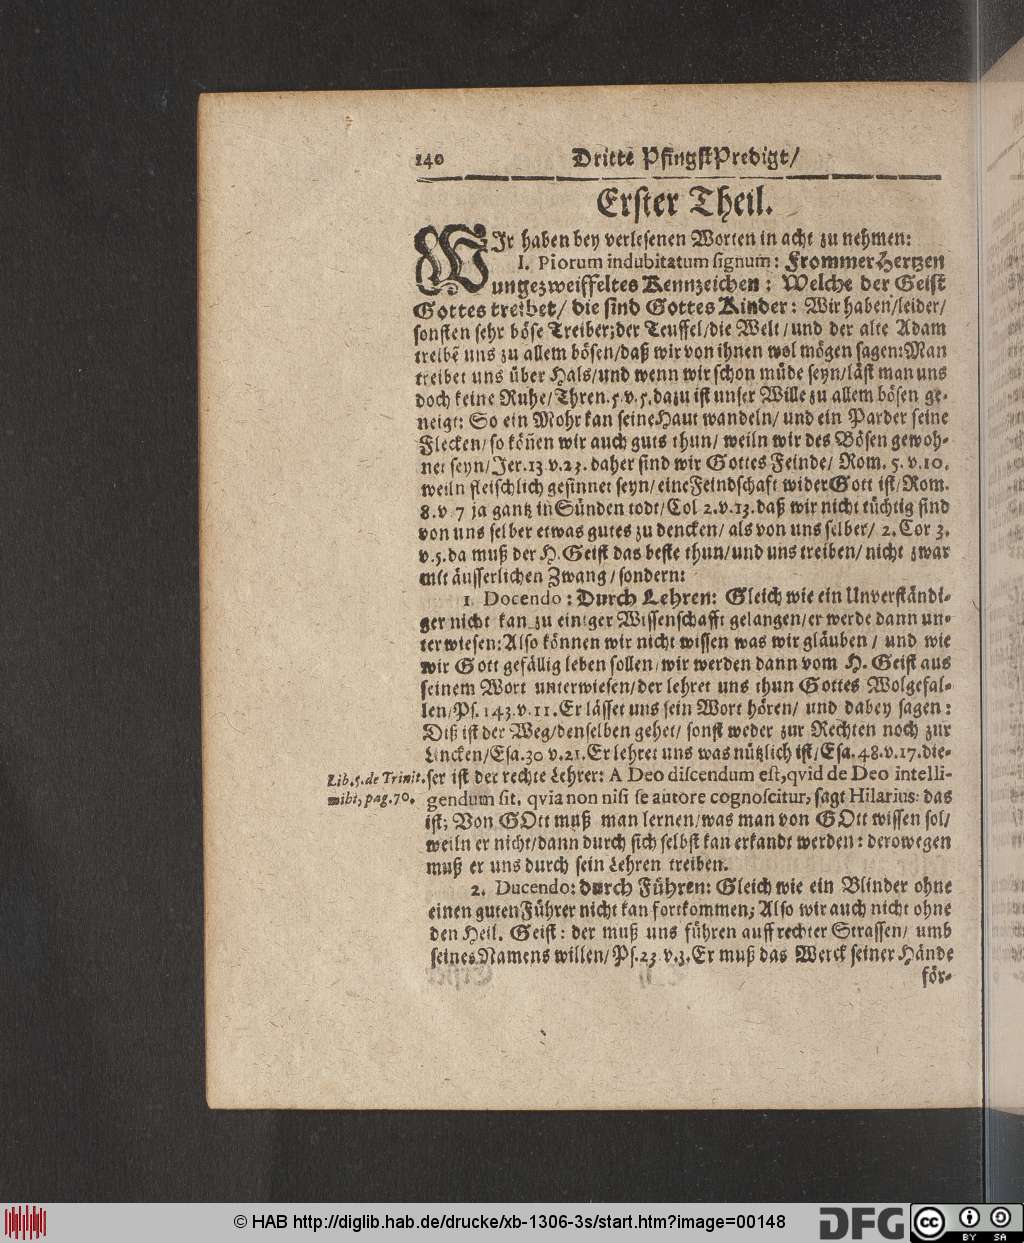 140 Dritte PfingstPredigt/
Erster Theil.
WIr haben bey verlesenen Worten in acht zu nehmen:
I. Piorum indubitatum signum: Frommer Hertzen
ungezweiffeltes Kennzeichen: Welche der Geist
Gottes treibet/ die sind Gottes Kinder: Wir haben/leider/
sonsten sehr böse Treiber; der Teuffel/die Welt/und der alte Adam
treibẽ uns zu allem bösen/daß wir von ihnen wol mögen sagen: Man
treibet uns über Hals/und wenn wir schon müde seyn/läst man uns
doch keine Ruhe/Thren. 5. v. 5. dazu ist unser Wille zu allem bösen ge-
neigt: So ein Mohr kan seine Haut wandeln/ und ein Parder seine
Flecken/ so köñen wir auch guts thun/ weiln wir des Bösen gewoh-
net seyn/Jer. 13. v. 23. daher sind wir Gottes Feinde/ Rom. 5. v. 10.
weiln fleischlich gesinnet seyn/ eine Feindschaft wider Gott ist/Rom.
8. v. 7 ja gantz in Sünden todt/Col 2. v. 13. daß wir nicht tüchtig sind
von uns selber etwas gutes zu dencken/ als von uns selber/ 2. Cor 3.
v. 5. da muß der H. Geist das beste thun/und uns treiben/ nicht zwar
mit äusserlichen Zwang/ sondern:
1. Docendo: Durch Lehren: Gleich wie ein Unverständi-
ger nicht kan zu einiger Wissenschafft gelangen/er werde dann un-
terwiesen: Also können wir nicht wissen was wir gläuben/ und wie
wir Gott gefällig leben sollen/wir werden dann vom H. Geist aus
seinem Wort unterwiesen/der lehret uns thun Gottes Wolgefal-
len/Ps. 143. v. 11. Er lässet uns sein Wort hören/ und dabey sagen:
Diß ist der Weg/denselben gehet/ sonst weder zur Rechten noch zur
Lincken/Esa. 30 v. 21. Er lehret uns was nützlich ist/Esa. 48. v. 17. die-
Lib. 5. de Trinit. ser ist der rechte Lehrer: A Deo discendum est, qvid de Deo intelli-
mibi, pag. 70. gendum sit, qvia non nisi se autore cognoscitur, sagt Hilarius: das
ist; Von GOtt muß man lernen/was man von GOtt wissen sol/
weiln er nicht/dann durch sich selbst kan erkandt werden: derowegen
muß er uns durch sein Lehren treiben.
2. Ducendo: durch Führen: Gleich wie ein Blinder ohne
einen guten Führer nicht kan fortkommen; Also wir auch nicht ohne
den Heil. Geist: der muß uns führen auff rechter Strassen/ umb
seines Namens willen/ Ps. 23 v. 3. Er muß das Werck seiner Hände
för-
© HAB http://diglib.hab.de/drucke/xb-1306-3s/start.htm?image=00148
DFG
cc BY SA